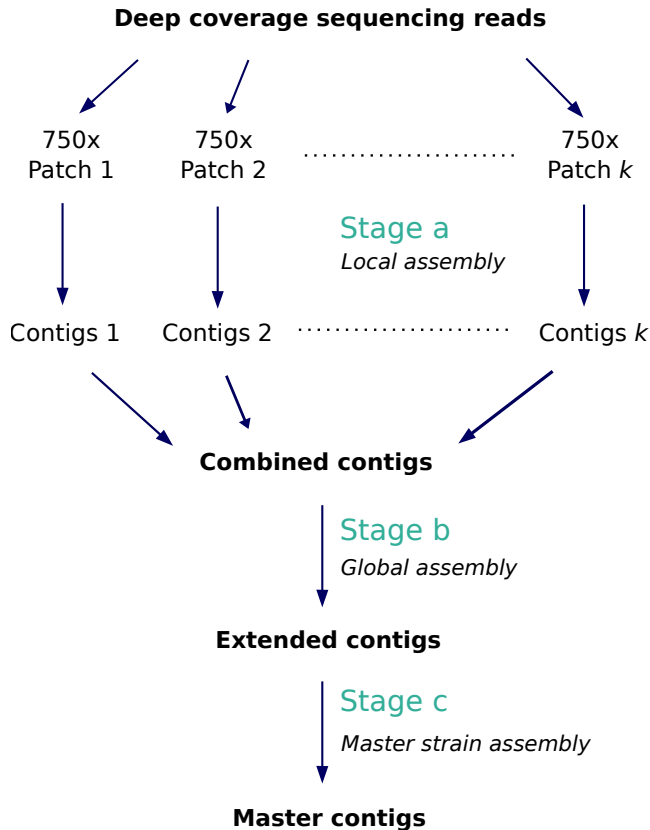 Deep coverage sequencing reads
750x
Patch 1
750x
Patch 2
750x
Patch k
Stage a
Local assembly
Contigs 1
Contigs 2
Contigs k
Combined contigs
Stage b
Global assembly
Extended contigs
Stage c
Master strain assembly
Master contigs